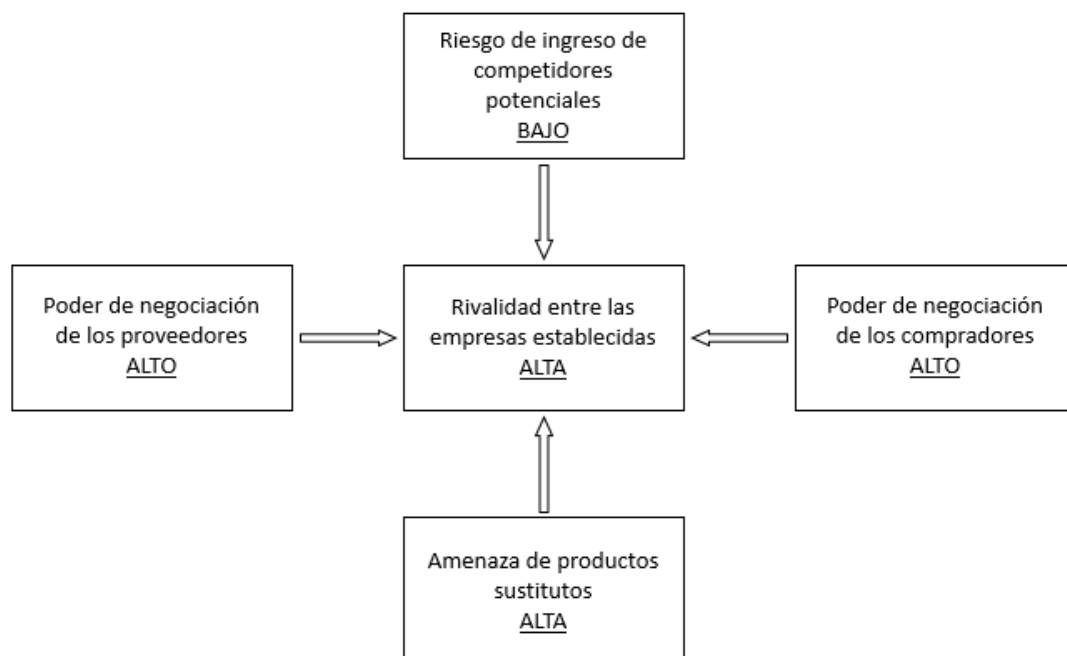 Riesgo de ingreso de
competidores
potenciales
BAJO
Poder de negociación
de los proveedores
ALTO
Rivalidad entre las
empresas establecidas
ALTA
Poder de negociación
de los compradores
ALTO
Amenaza de productos
sustitutos
ALTA